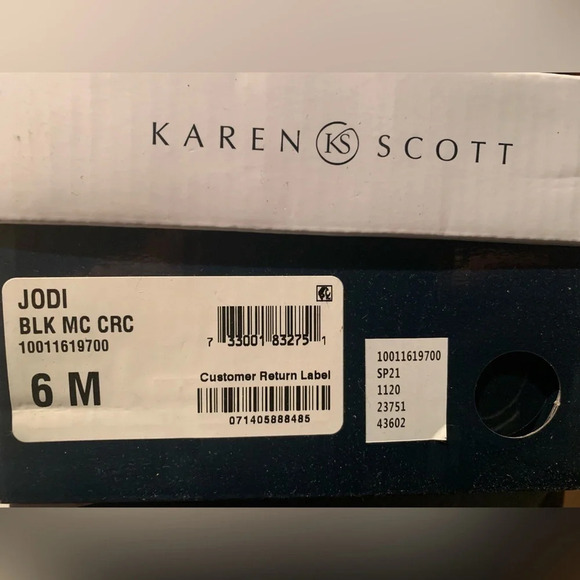 KAREN KS SCOTT
JODI
BLK MC CRC
10011619700
6 M
7 33001 83275 1
Customer Return Label
071405888485
10011619700
SP21
1120
23751
43602